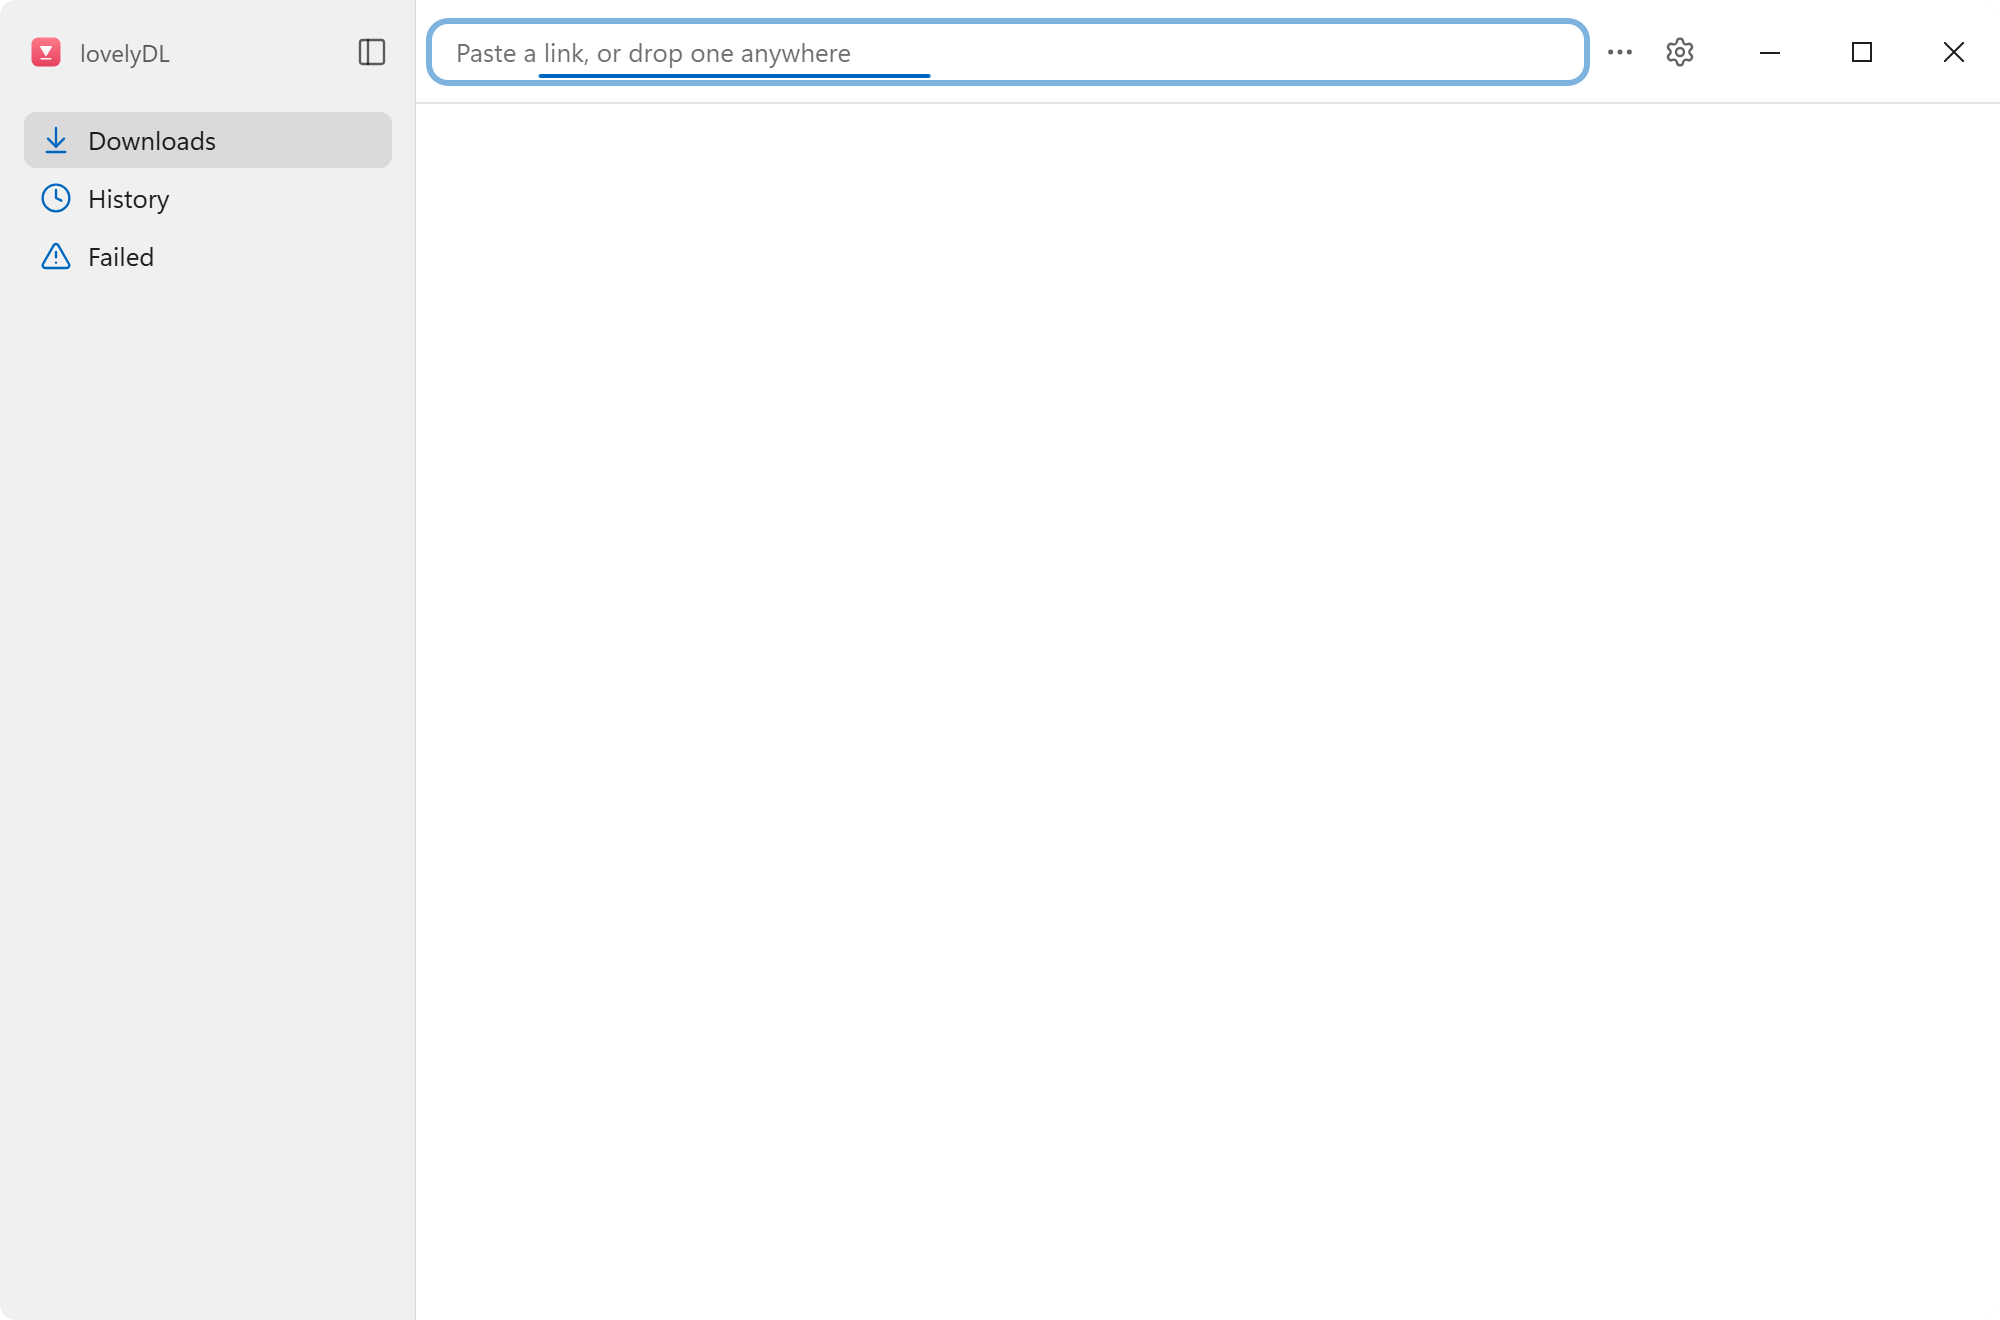 lovelyDL
Paste a link, or drop one anywhere
Downloads
History
Failed